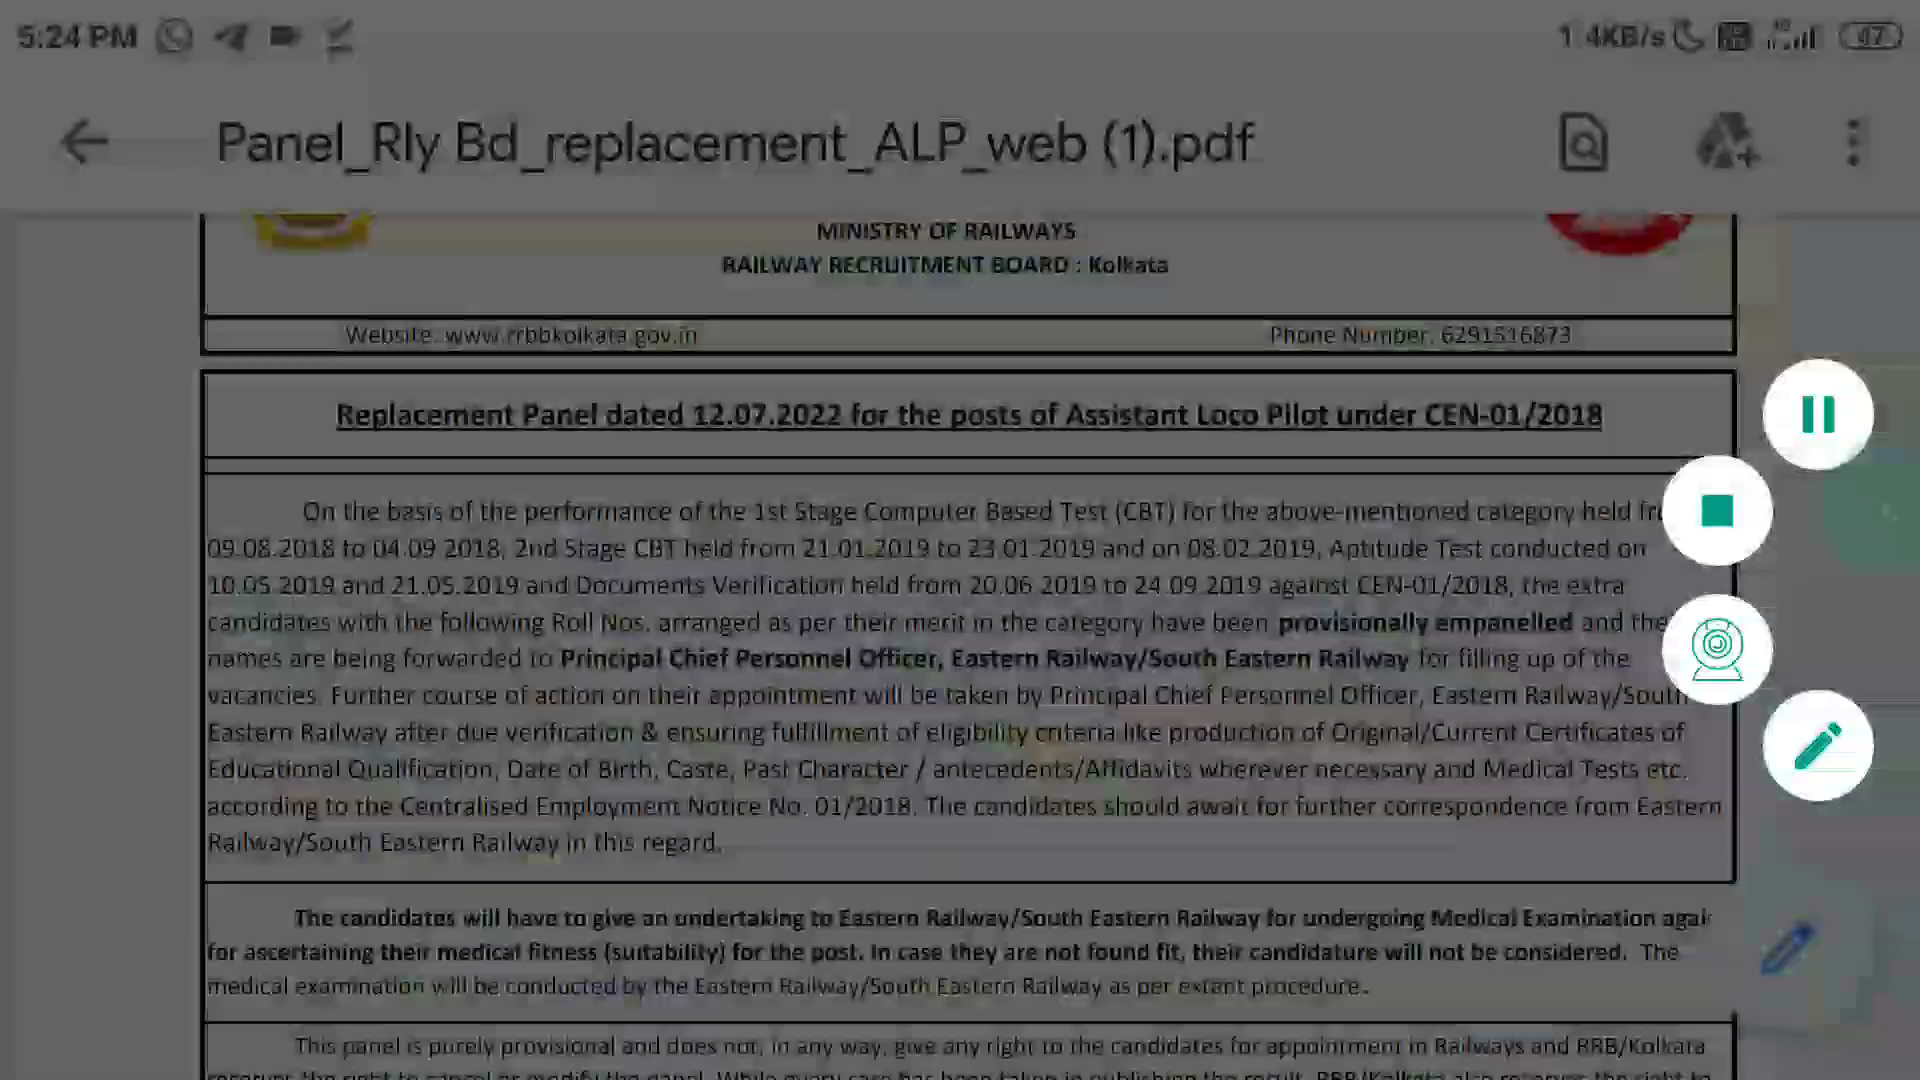 5:24 PM
1.4KB/s
47
Panel_Rly Bd_replacement_ALP_web (1).pdf
MINISTRY OF RAILWAYS
RAILWAY RECRUITMENT BOARD : Kolkata
Website. www.rrbbkolkata.gov.in
Phone Number. 6291516873
Replacement Panel dated 12.07.2022 for the posts of Assistant Loco Pilot under CEN-01/2018
On the basis of the performance of the 1st Stage Computer Based Test (CBT) for the above-mentioned category held
09.08.2018 to 04.09 2018, 2nd Stage CBT held from 21.01.2019 to 23.01.2019 and on 08.02.2019, Aptitude Test conducted on
10.05.2019 and 21.05.2019 and Documents Verification held from 20.06.2019 to 24.09.2019 against CEN-01/2018, the extra
candidates with the following Roll Nos. arranged as per their merit in the category have been provisionally empanelled and
names are being forwarded to Principal Chief Personnel Officer, Eastern Railway/South Eastern Railway for filling up of the
vacancies. Further course of action on their appointment will be taken by Principal Chief Personnel Officer, Eastern Railway/South
Eastern Railway after due verification & ensuring fulfillment of eligibility criteria like production of Original/Current Certificates of
Educational Qualification, Date of Birth, Caste, Past Character / antecedents/Affidavits wherever necessary and Medical Tests etc.
according to the Centralised Employment Notice No. 01/2018. The candidates should await for further correspondence from Eastern
Railway/South Eastern Railway in this regard.
The candidates will have to give an undertaking to Eastern Railway/South Eastern Railway for undergoing Medical Examination agai
for ascertaining their medical fitness (suitability) for the post. In case they are not found fit, their candidature will not be considered. The
medical examination will be conducted by the Eastern Railway/South Eastern Railway as per extant procedure.
This panel is purely provisional and does not, in any way, give any right to the candidates for appointment in Railways and RRB/Kolkata